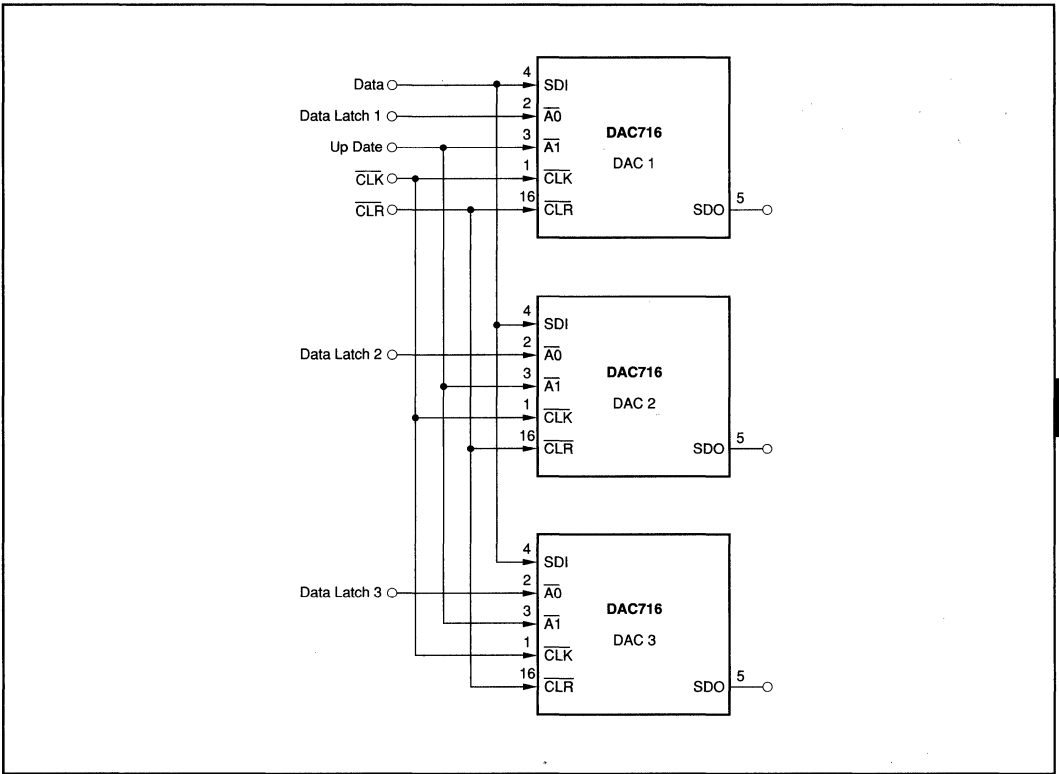 Data
Data Latch 1
Up Date
CLK
CLR
4
SDI
2
A0
3
A1
1
CLK
16
CLR
DAC716
DAC 1
SDO
5
Data Latch 2
4
SDI
2
A0
3
A1
1
CLK
16
CLR
DAC716
DAC 2
SDO
5
Data Latch 3
4
SDI
2
A0
3
A1
1
CLK
16
CLR
DAC716
DAC 3
SDO
5